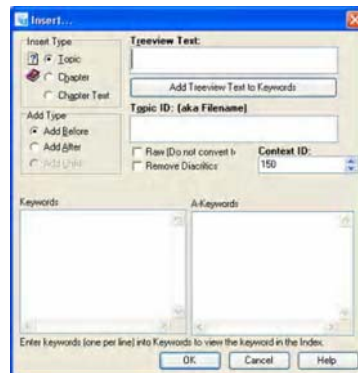 Insert...
Insert Type
Topic
Chapter
Chapter Text
Add Type
Add Before
Add After
Add Child
Treeview Text:
Add Treeview Text to Keywords
Topic ID: (aka Filename)
Raw (Do not convert
Remove Diacritics
Context ID:
150
Keywords
A-Keywords
Enter keywords (one per line) into Keywords to view the keyword in the Index.
OK
Cancel
Help